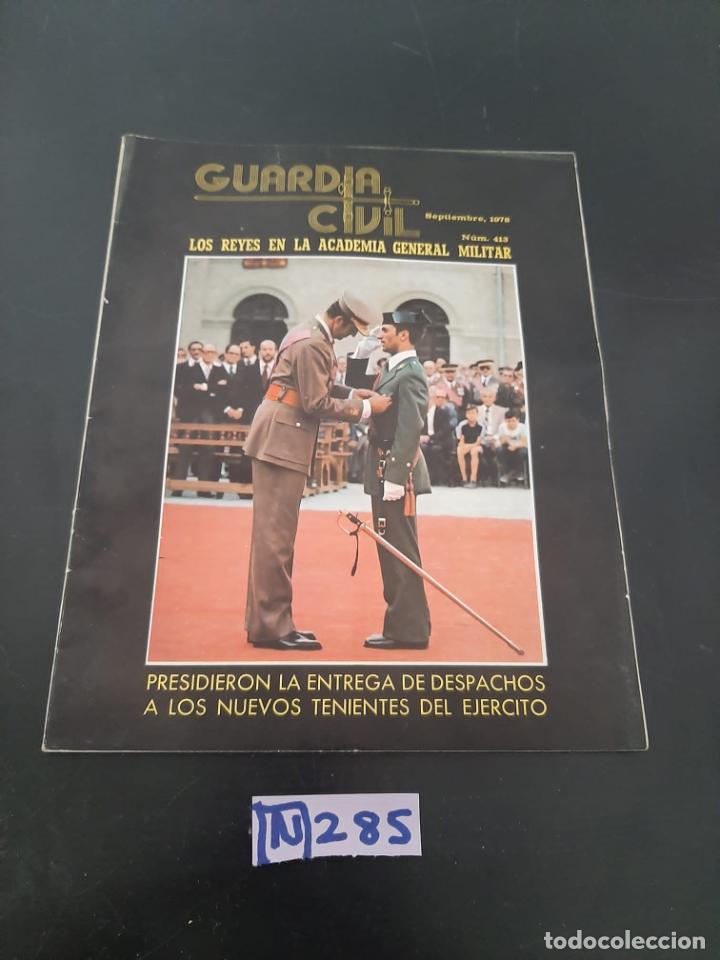 GUARDIA
CIVIL
Septiembre, 1978
Núm. 413
LOS REYES EN LA ACADEMIA GENERAL MILITAR
PRESIDIERON LA ENTREGA DE DESPACHOS
A LOS NUEVOS TENIENTES DEL EJERCITO
N 285
todocoleccion